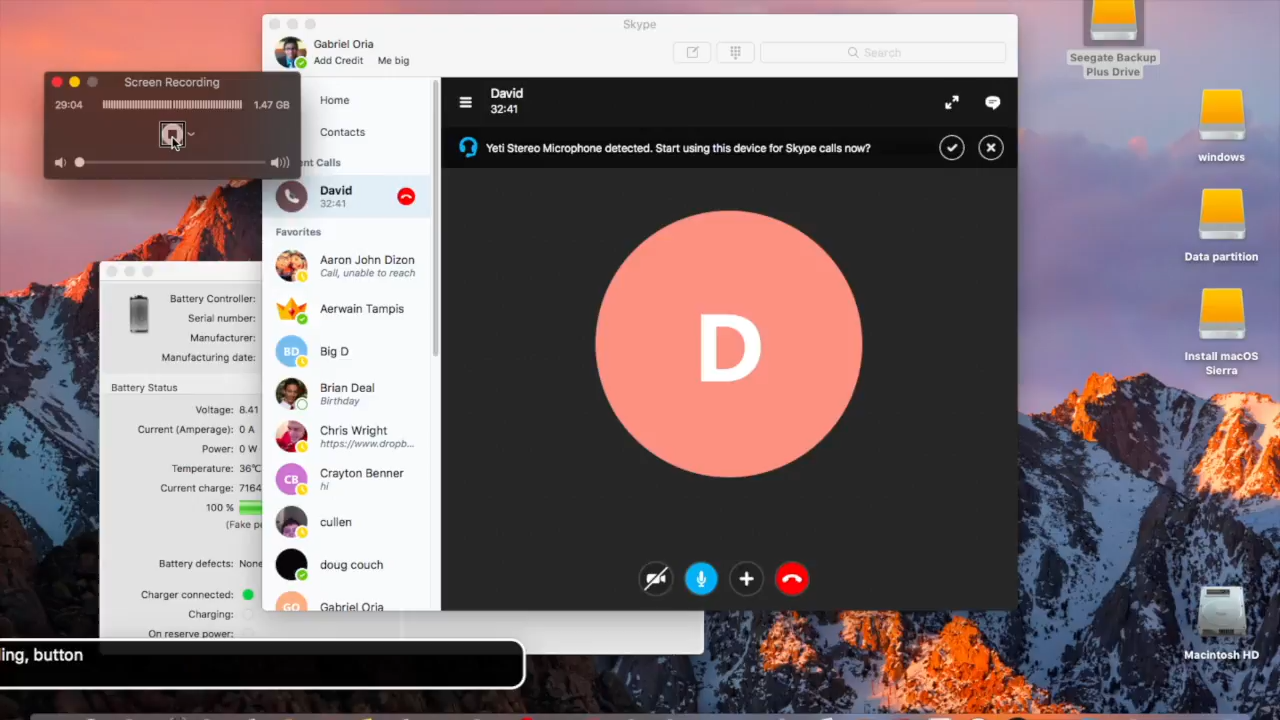 Skype
Gabriel Oria
Add Credit Me big
Search
Screen Recording
29:04 1.47 GB
Home
Contacts
nt Calls
David
32:41
Favorites
Aaron John Dizon
Call, unable to reach
Aerwain Tampis
BD
Big D
Brian Deal
Birthday
Chris Wright
https://www.dropb...
CB
Crayton Benner
hi
cullen
doug couch
GO
Gabriel Oria
David
32:41
Yeti Stereo Microphone detected. Start using this device for Skype calls now?
D
Battery Controller:
Serial number:
Manufacturer:
Manufacturing date:
Battery Status
Voltage: 8.41
Current (Amperage): 0 A
Power: 0 W
Temperature: 36℃
Current charge: 7164
100 %
(Fake p
Battery defects: None
Charger connected:
Charging:
On reserve power:
ing, button
Seegate Backup
Plus Drive
windows
Data partition
Install macOS
Sierra
Macintosh HD